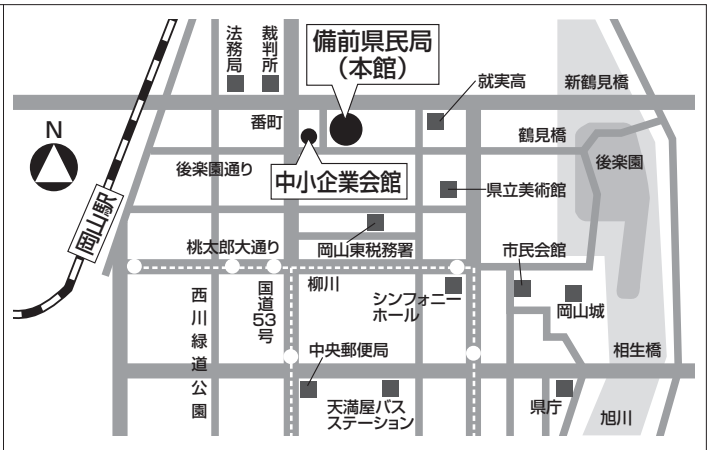 法務局
裁判所
備前県民局
（本館）
就実高
新鶴見橋
N
番町
鶴見橋
後楽園通り
中小企業会館
後楽園
県立美術館
岡山駅
桃太郎大通り
岡山東税務署
市民会館
西川緑道公園
国道53号
柳川
シンフォニー
ホール
岡山城
中央郵便局
相生橋
天満屋バス
ステーション
県庁
旭川